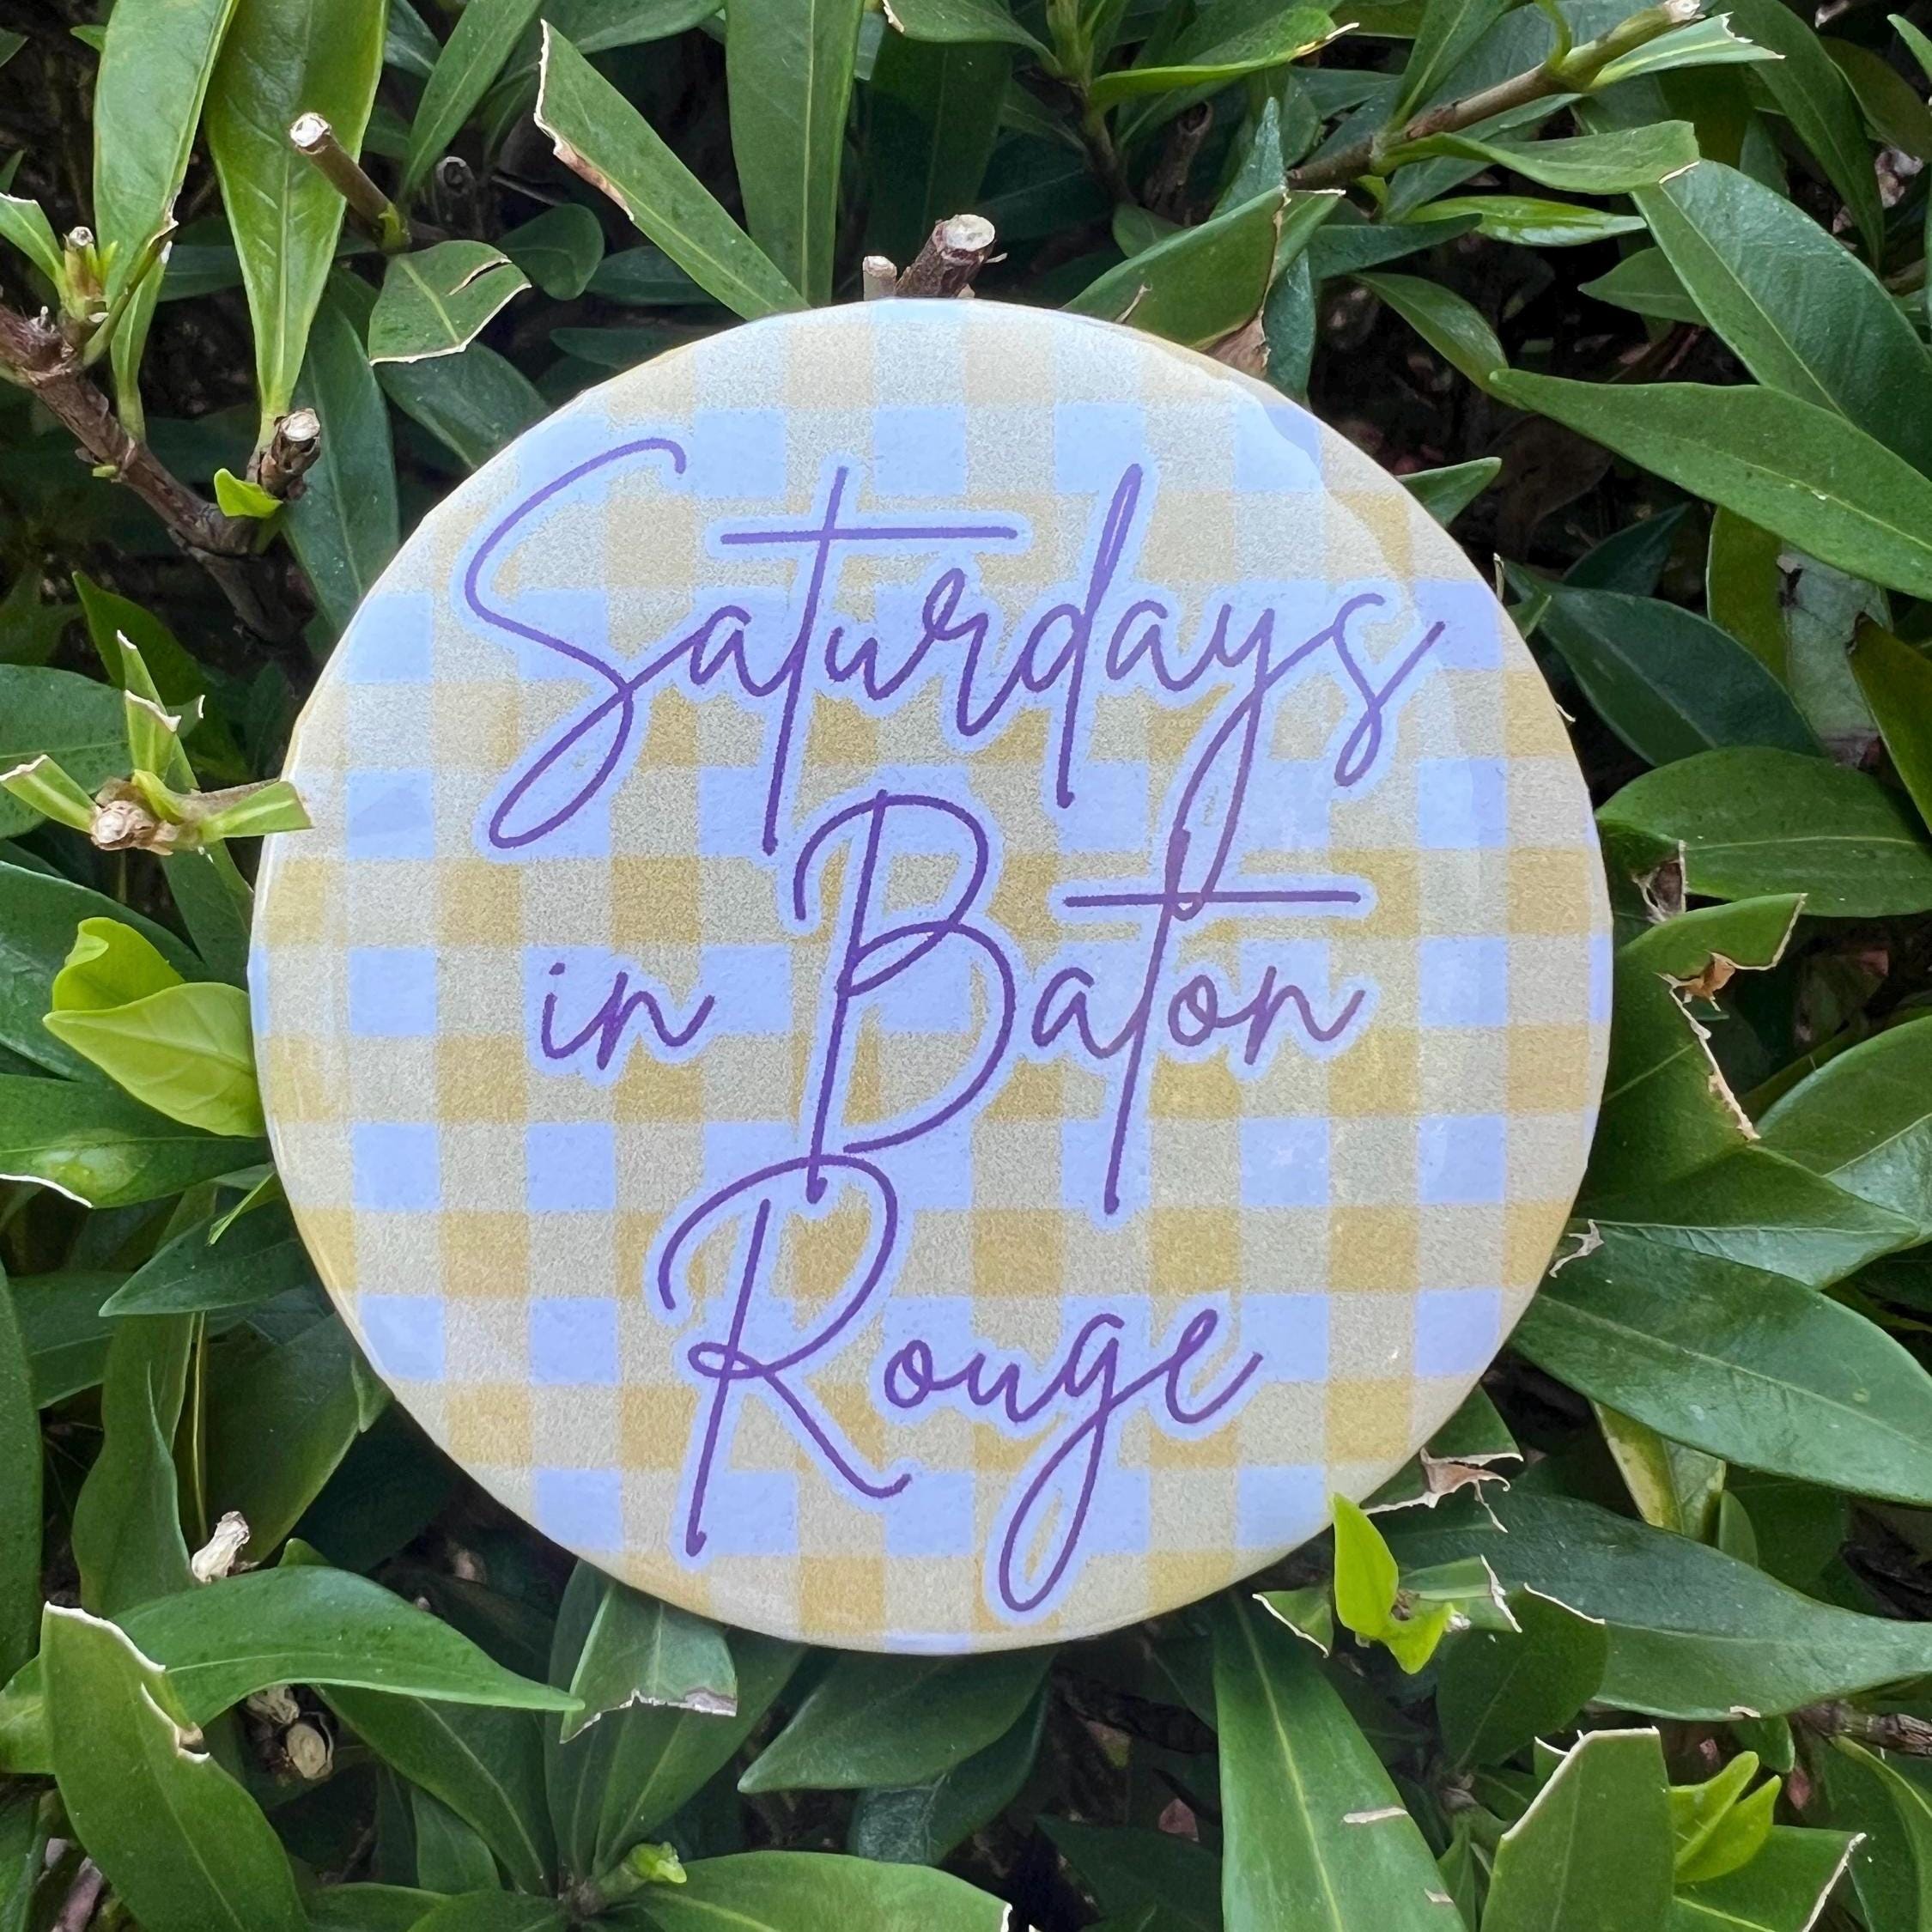 Saturdays
in Baton
Rouge